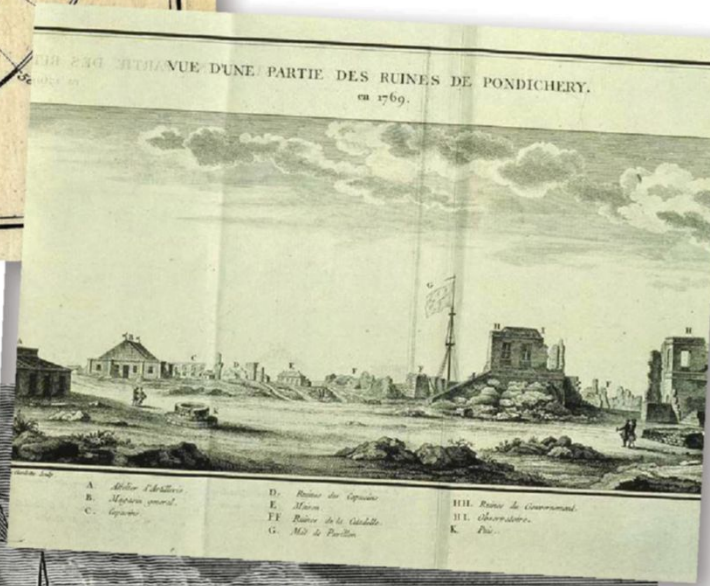 VUE D'UNE PARTIE DES RUINES DE PONDICHERY.
en 1769.
G
H
I
H
A. Attelier d'Artillerie.
B. Magasin general.
C. Capucins
D. Ruines des Capucins
E. Maison
FF Ruines de la Citadelle.
G. Mât de Pavillon
HH. Ruines du Gouvernement.
HI. Observatoire.
K. Puis.